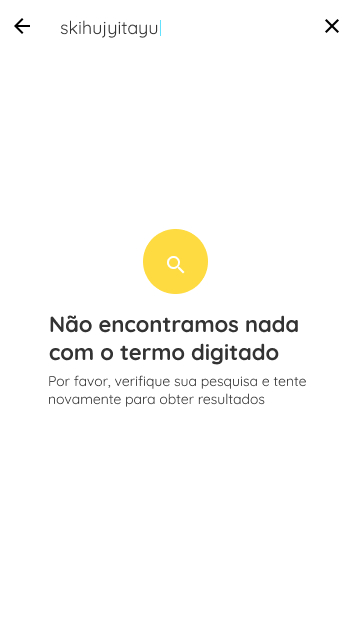 skihujyitayu
Não encontramos nada
com o termo digitado
Por favor, verifique sua pesquisa e tente
novamente para obter resultados